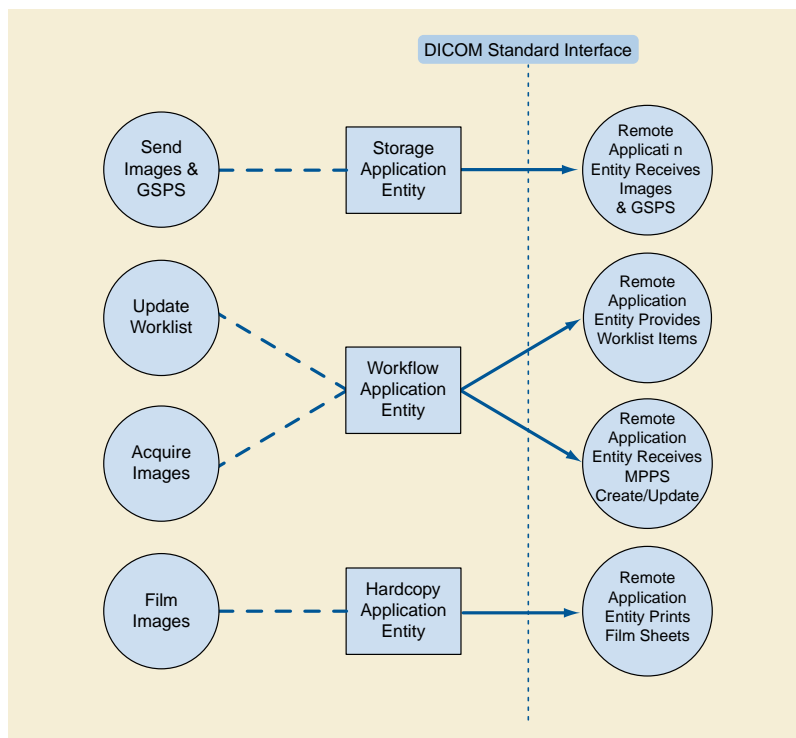 DICOM Standard Interface
Send
Images &
GSPS
Storage
Application
Entity
Remote
Applicati n
Entity Receives
Images
& GSPS
Update
Worklist
Remote
Application
Entity Provides
Worklist Items
Workflow
Application
Entity
Acquire
Images
Remote
Application
Entity Receives
MPPS
Create/Update
Film
Images
Hardcopy
Application
Entity
Remote
Application
Entity Prints
Film Sheets